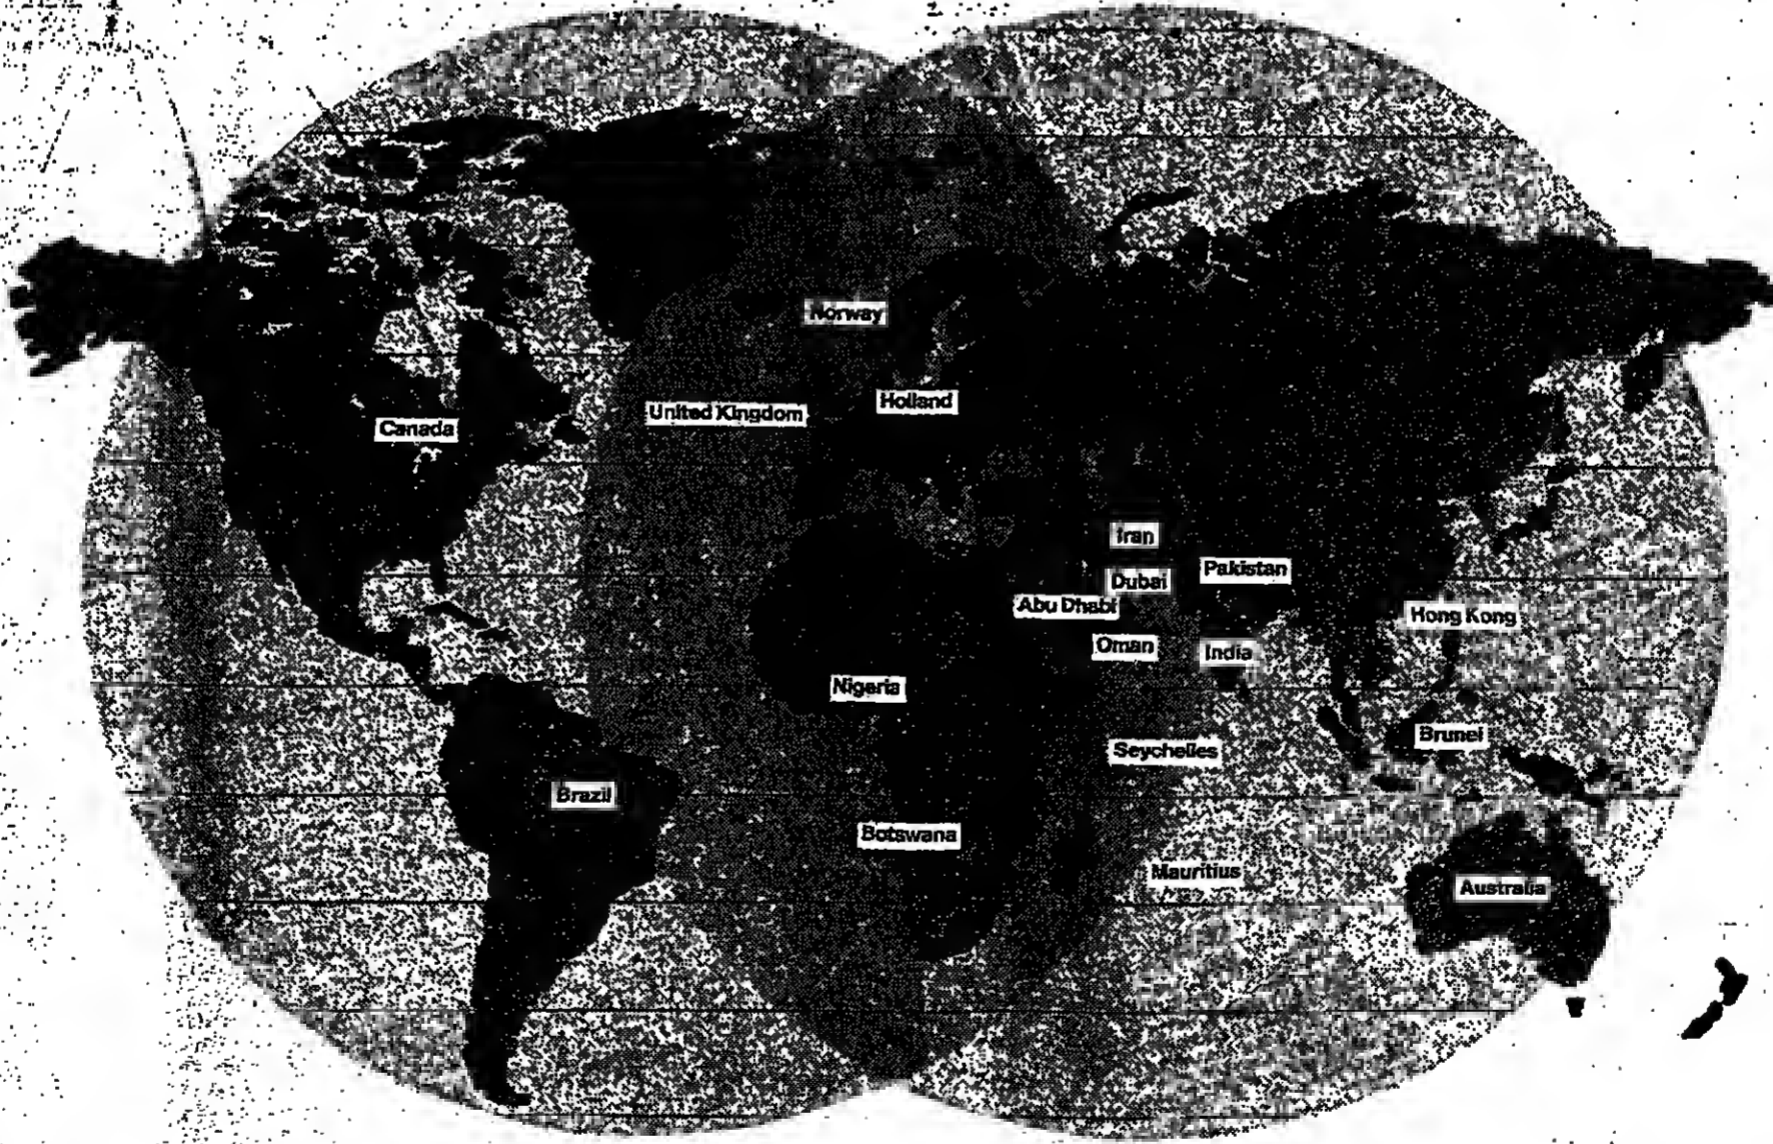 Norway
Holland
United Kingdom
Canada
Iran
Pakistan
Dubai
Abu Dhabi
Hong Kong
Oman
India
Nigeria
Brunei
Seychelles
Brazil
Botswana
Mauritius
Australia